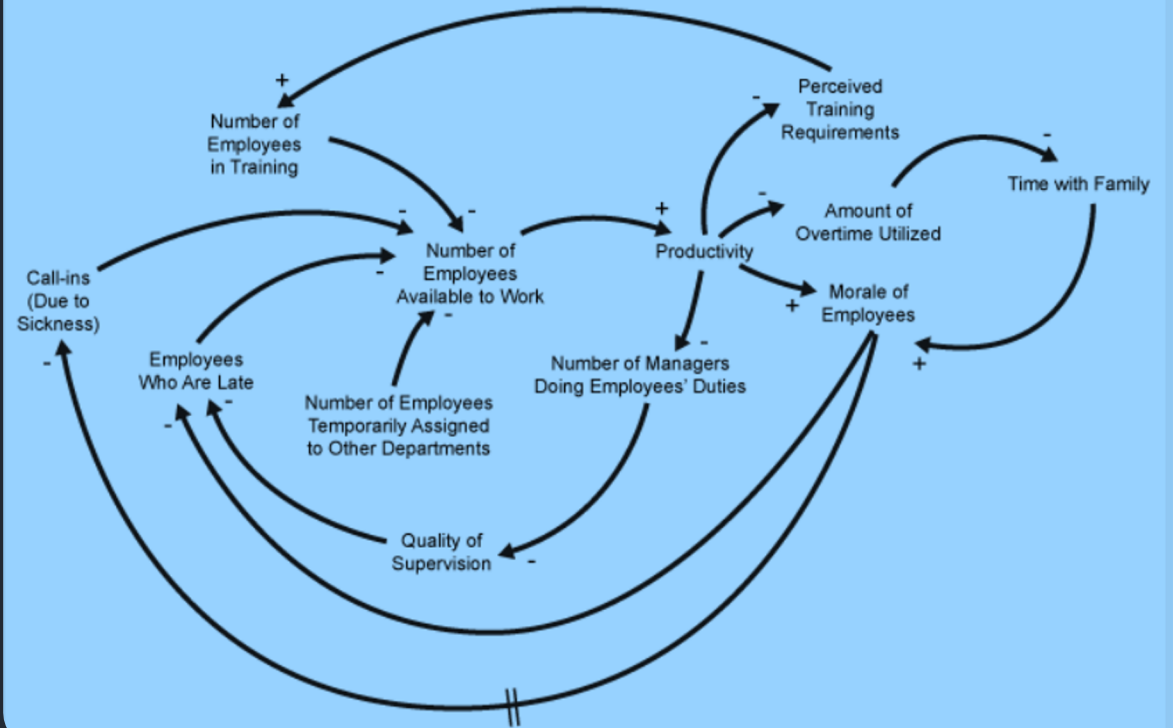 Perceived
Training
Requirements
+
-
Number of
Employees
in Training
-
Time with Family
-
-
+
-
Amount of
Overtime Utilized
Number of
Employees
Available to Work
Productivity
-
Call-ins
(Due to
Sickness)
Morale of
Employees
+
-
-
+
-
Employees
Who Are Late
Number of Managers
Doing Employees' Duties
-
-
Number of Employees
Temporarily Assigned
to Other Departments
Quality of
Supervision
-